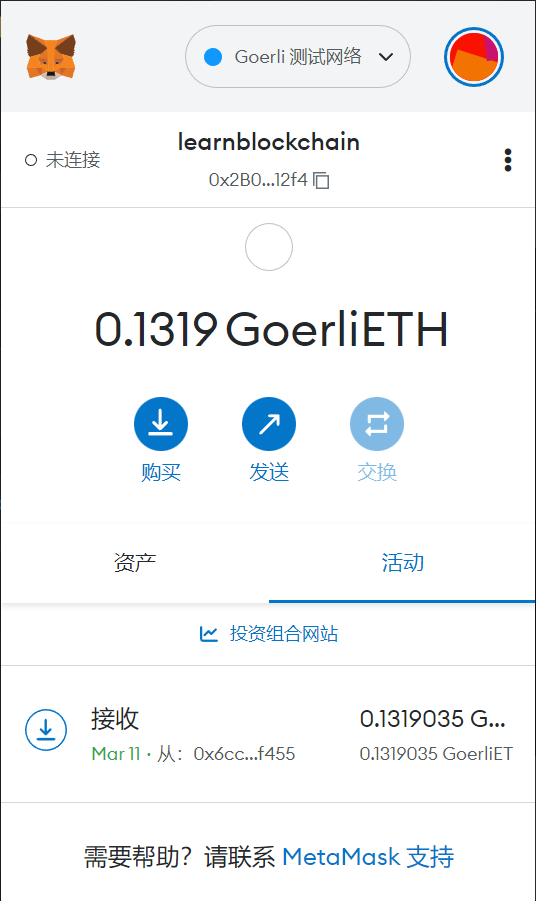 Goerli 测试网络
未连接
learnblockchain
0x2B0...12f4
0.1319 GoerliETH
购买 发送 交换
资产 活动
投资组合网站
接收 0.1319035 G...
Mar 11 · 从：0x6cc...f455 0.1319035 GoerliET
需要帮助？请联系 MetaMask 支持